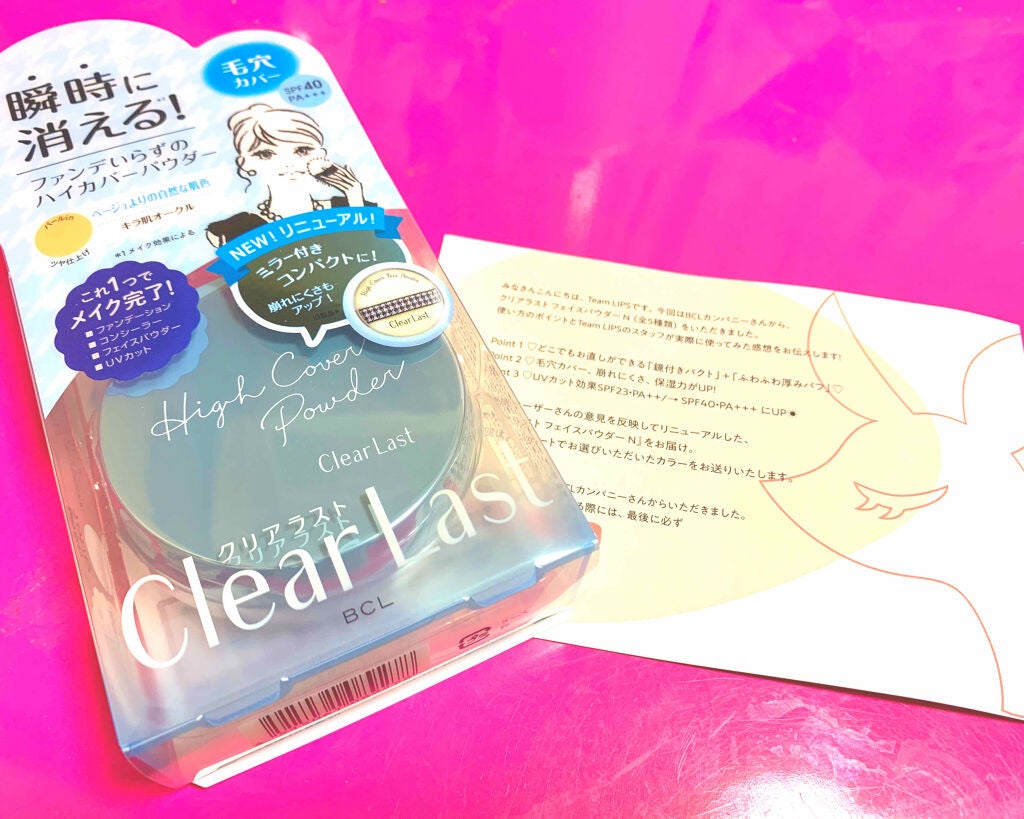 瞬時に
消える!
毛穴
カバー
SPF40
PA+++
ファンデいらずの
ハイカバーパウダー
パールin
ツヤ仕上げ
ベージュよりの自然な肌色
キラ肌オークル
*1メイク効果による
これ1つで
メイク完了!
■ ファンデーション
■ コンシーラー
■ フェイスパウダー
■ UVカット
NEW! リニューアル!
ミラー付き
コンパクトに!
崩れにくさも
アップ!
High Cover Face Powder
Clear Last
High Cover
Powder
Clear Last
クリアラスト
Clear Last
BCL
みなさんこんにちは、Team LIPSです。今回はBCLカンパニーさんから、
クリアラスト フェイスパウダー N (全5種類) をいただきました。
使い方のポイントとTeam LIPSのスタッフが実際に使ってみた感想をお伝えします!
Point 1 ♡どこでもお直しができる「鏡付きパクト」+「ふわふわ厚みパフ」♡
Point 2 ♡毛穴カバー、崩れにくさ、保湿力がUP!
nt 3 ♡UVカット効果SPF23・PA++/→ SPF40・PA+++ にUP
ーザーさんの意見を反映してリニューアルした、
スト フェイスパウダー N』をお届け。
ートでお選びいただいたカラーをお送りいたします。
CLカンパニーさんからいただきました。
る際には、最後に必ず